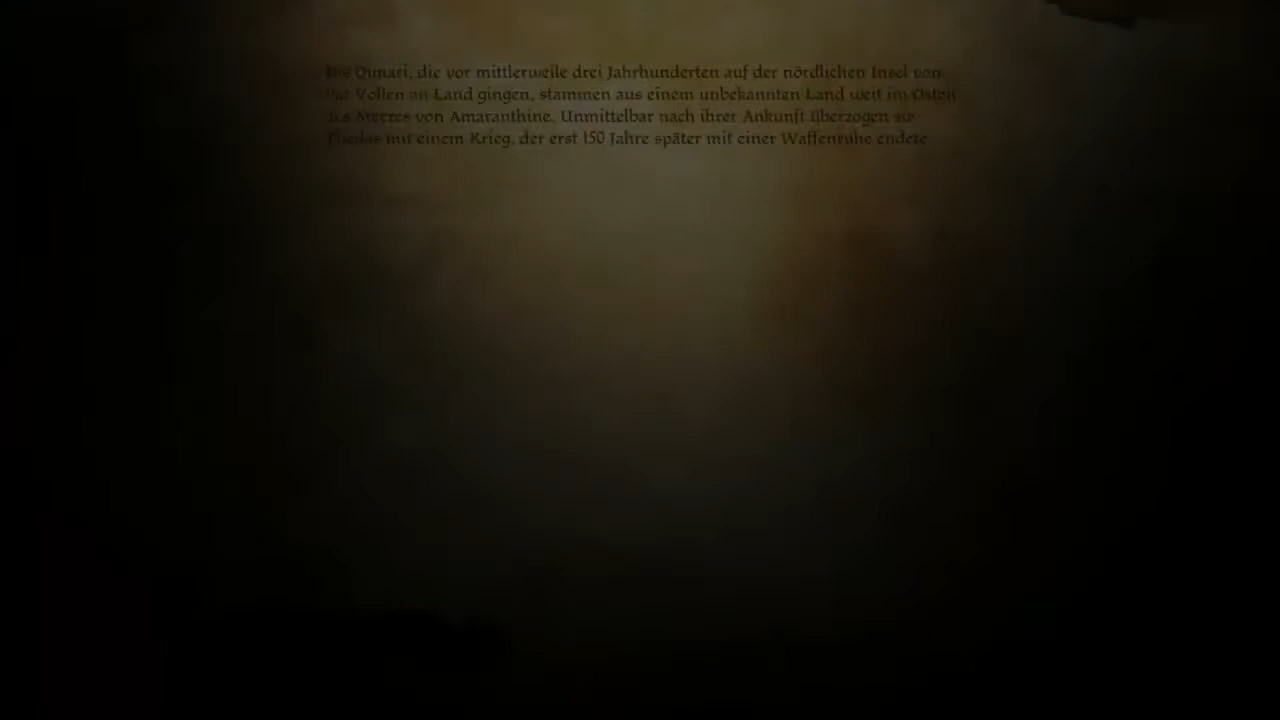 Die Qunari, die vor mittlerweile drei Jahrhunderten auf der nördlichen Insel von
Par Vollen an Land gingen, stammen aus einem unbekannten Land weit im Osten
des Meeres von Amaranthine. Unmittelbar nach ihrer Ankunft überzogen sie
Thedas mit einem Krieg, der erst 150 Jahre später mit einer Waffenruhe endete